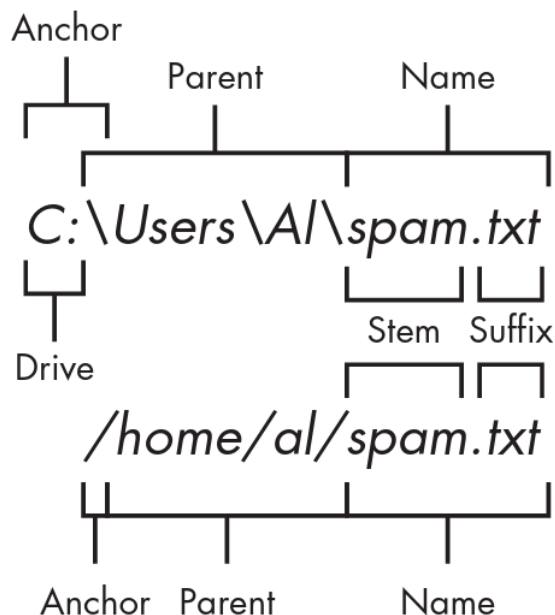 Anchor
Parent Name
C:\Users\Al\spam.txt
Stem Suffix
Drive
/home/al/spam.txt
Anchor Parent Name